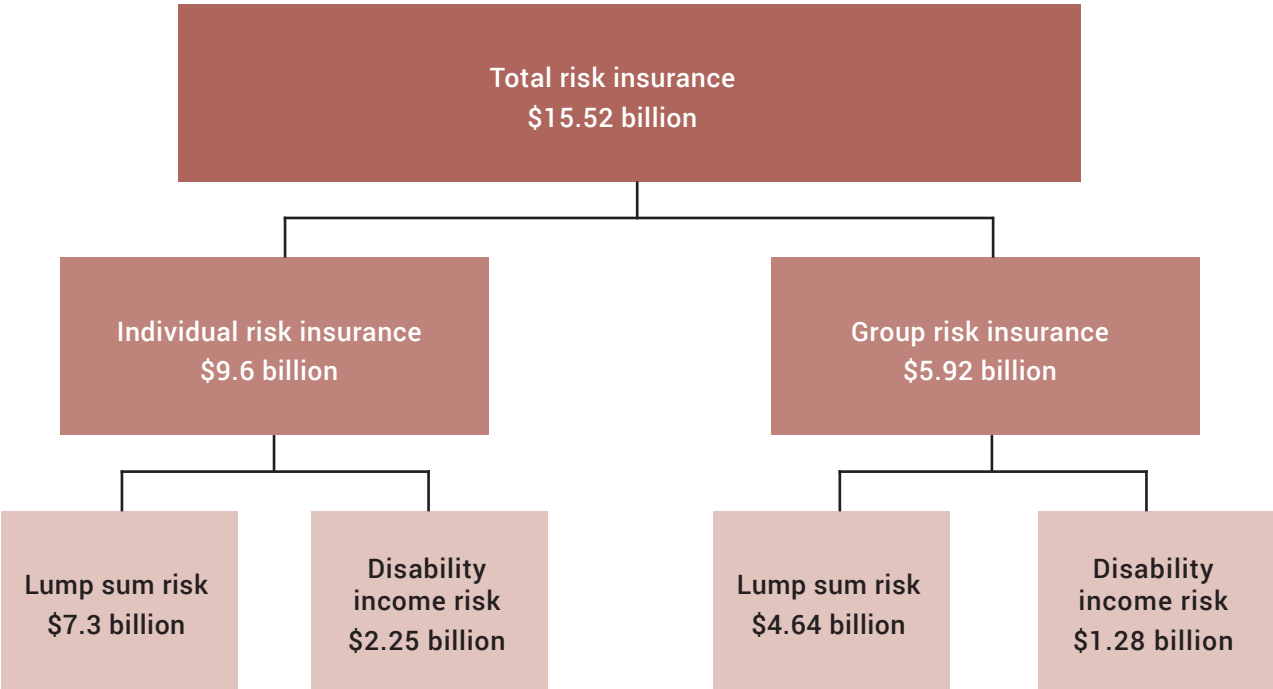 Total risk insurance
$15.52 billion
Individual risk insurance
$9.6 billion
Group risk insurance
$5.92 billion
Lump sum risk
$7.3 billion
Disability
income risk
$2.25 billion
Lump sum risk
$4.64 billion
Disability
income risk
$1.28 billion